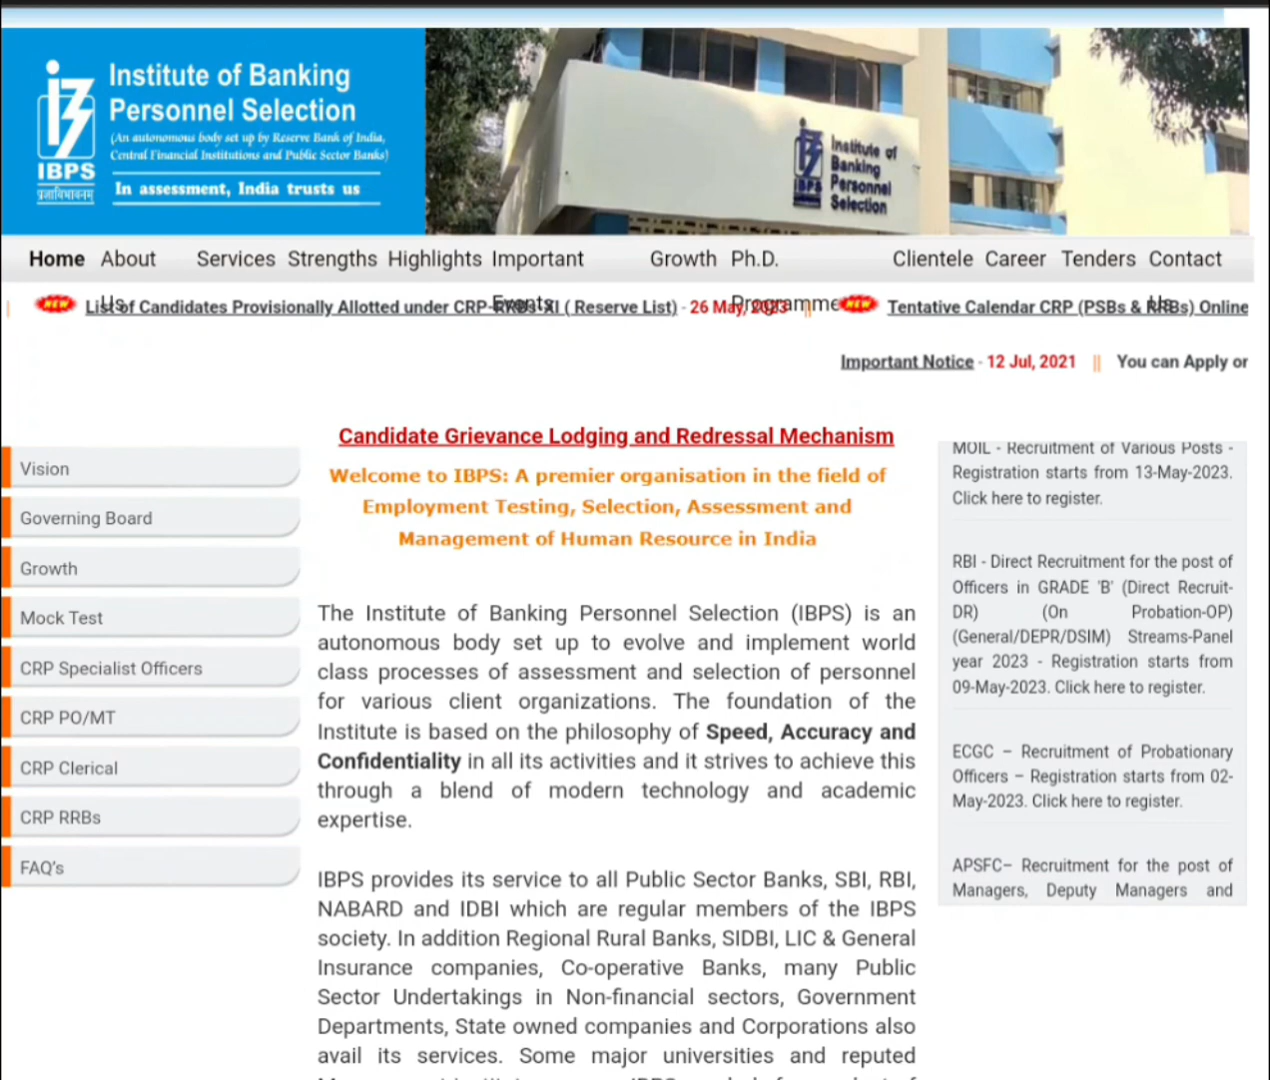 Institute of Banking
Personnel Selection
(An autonomous body set up by Reserve Bank of India,
Central Financial Institutions and Public Sector Banks)
IBPS
In assessment, India trusts us
Institute of
Banking
Personnel
Selection
IBPS
Home About Us Services Strengths Highlights Important Events Growth Ph.D. Programme Clientele Career Tenders Contact Us
NEW List of Candidates Provisionally Allotted under CRP-RRBs-XI ( Reserve List) - 26 May, 2023 || NEW Tentative Calendar CRP (PSBs & RRBs) Online
Important Notice - 12 Jul, 2021 || You can Apply or
Vision
Governing Board
Growth
Mock Test
CRP Specialist Officers
CRP PO/MT
CRP Clerical
CRP RRBs
FAQ's
Candidate Grievance Lodging and Redressal Mechanism
Welcome to IBPS: A premier organisation in the field of
Employment Testing, Selection, Assessment and
Management of Human Resource in India
The Institute of Banking Personnel Selection (IBPS) is an
autonomous body set up to evolve and implement world
class processes of assessment and selection of personnel
for various client organizations. The foundation of the
Institute is based on the philosophy of Speed, Accuracy and
Confidentiality in all its activities and it strives to achieve this
through a blend of modern technology and academic
expertise.
IBPS provides its service to all Public Sector Banks, SBI, RBI,
NABARD and IDBI which are regular members of the IBPS
society. In addition Regional Rural Banks, SIDBI, LIC & General
Insurance companies, Co-operative Banks, many Public
Sector Undertakings in Non-financial sectors, Government
Departments, State owned companies and Corporations also
avail its services. Some major universities and reputed
MOIL - Recruitment of Various Posts -
Registration starts from 13-May-2023.
Click here to register.
RBI - Direct Recruitment for the post of
Officers in GRADE 'B' (Direct Recruit-
DR) (On Probation-OP)
(General/DEPR/DSIM) Streams-Panel
year 2023 - Registration starts from
09-May-2023. Click here to register.
ECGC – Recruitment of Probationary
Officers – Registration starts from 02-
May-2023. Click here to register.
APSFC– Recruitment for the post of
Managers, Deputy Managers and